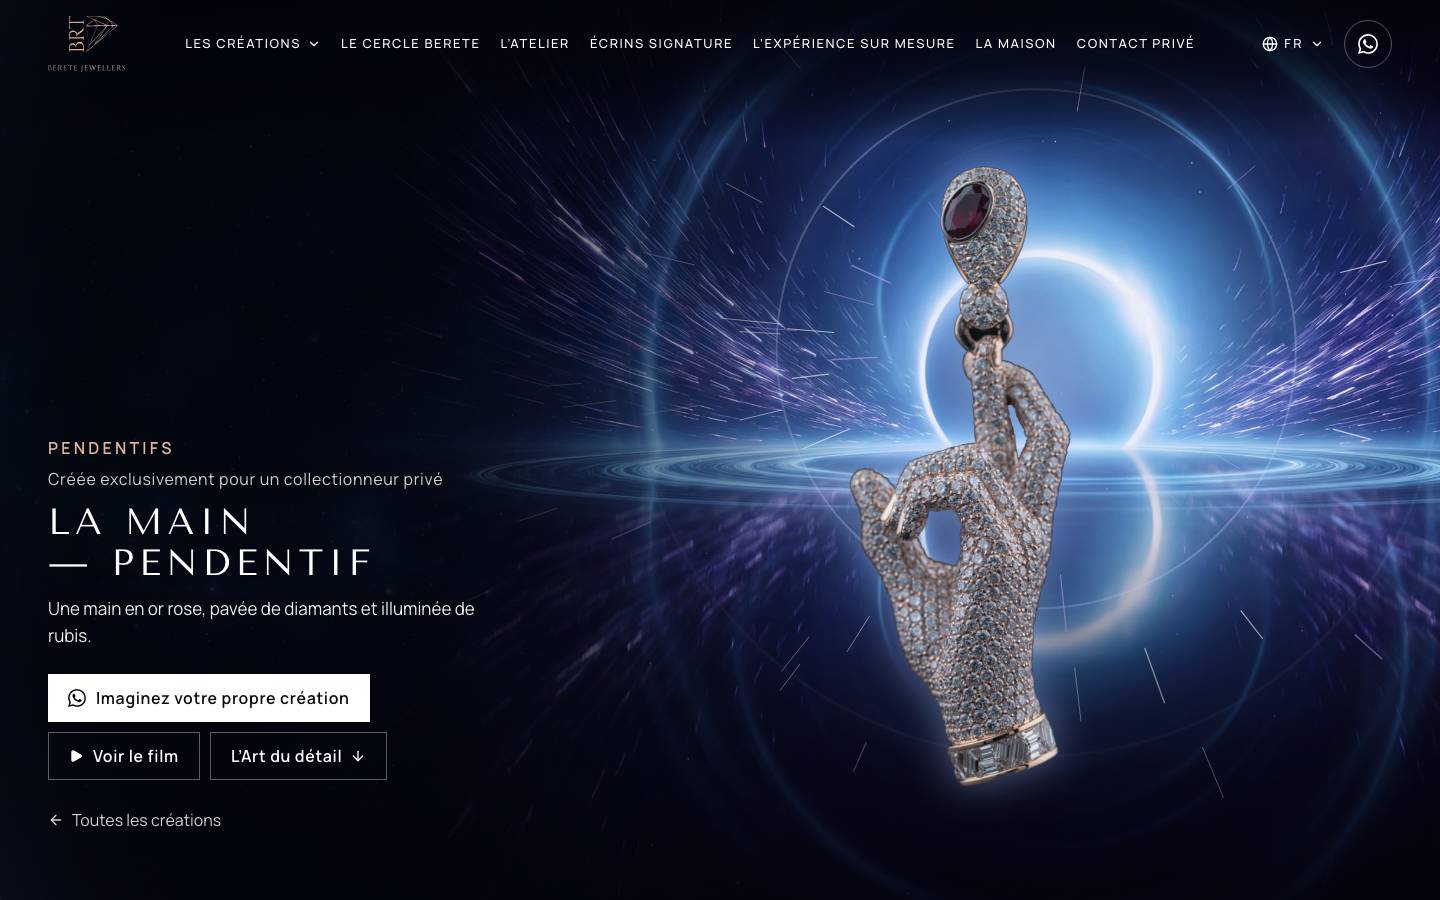 BRT
BERETE JEWELLERS
LES CRÉATIONS
LE CERCLE BERETE
L'ATELIER
ÉCRINS SIGNATURE
L'EXPÉRIENCE SUR MESURE
LA MAISON
CONTACT PRIVÉ
FR
PENDENTIFS
Créée exclusivement pour un collectionneur privé
LA MAIN
— PENDENTIF
Une main en or rose, pavée de diamants et illuminée de
rubis.
Imaginez votre propre création
Voir le film
L'Art du détail ↓
← Toutes les créations